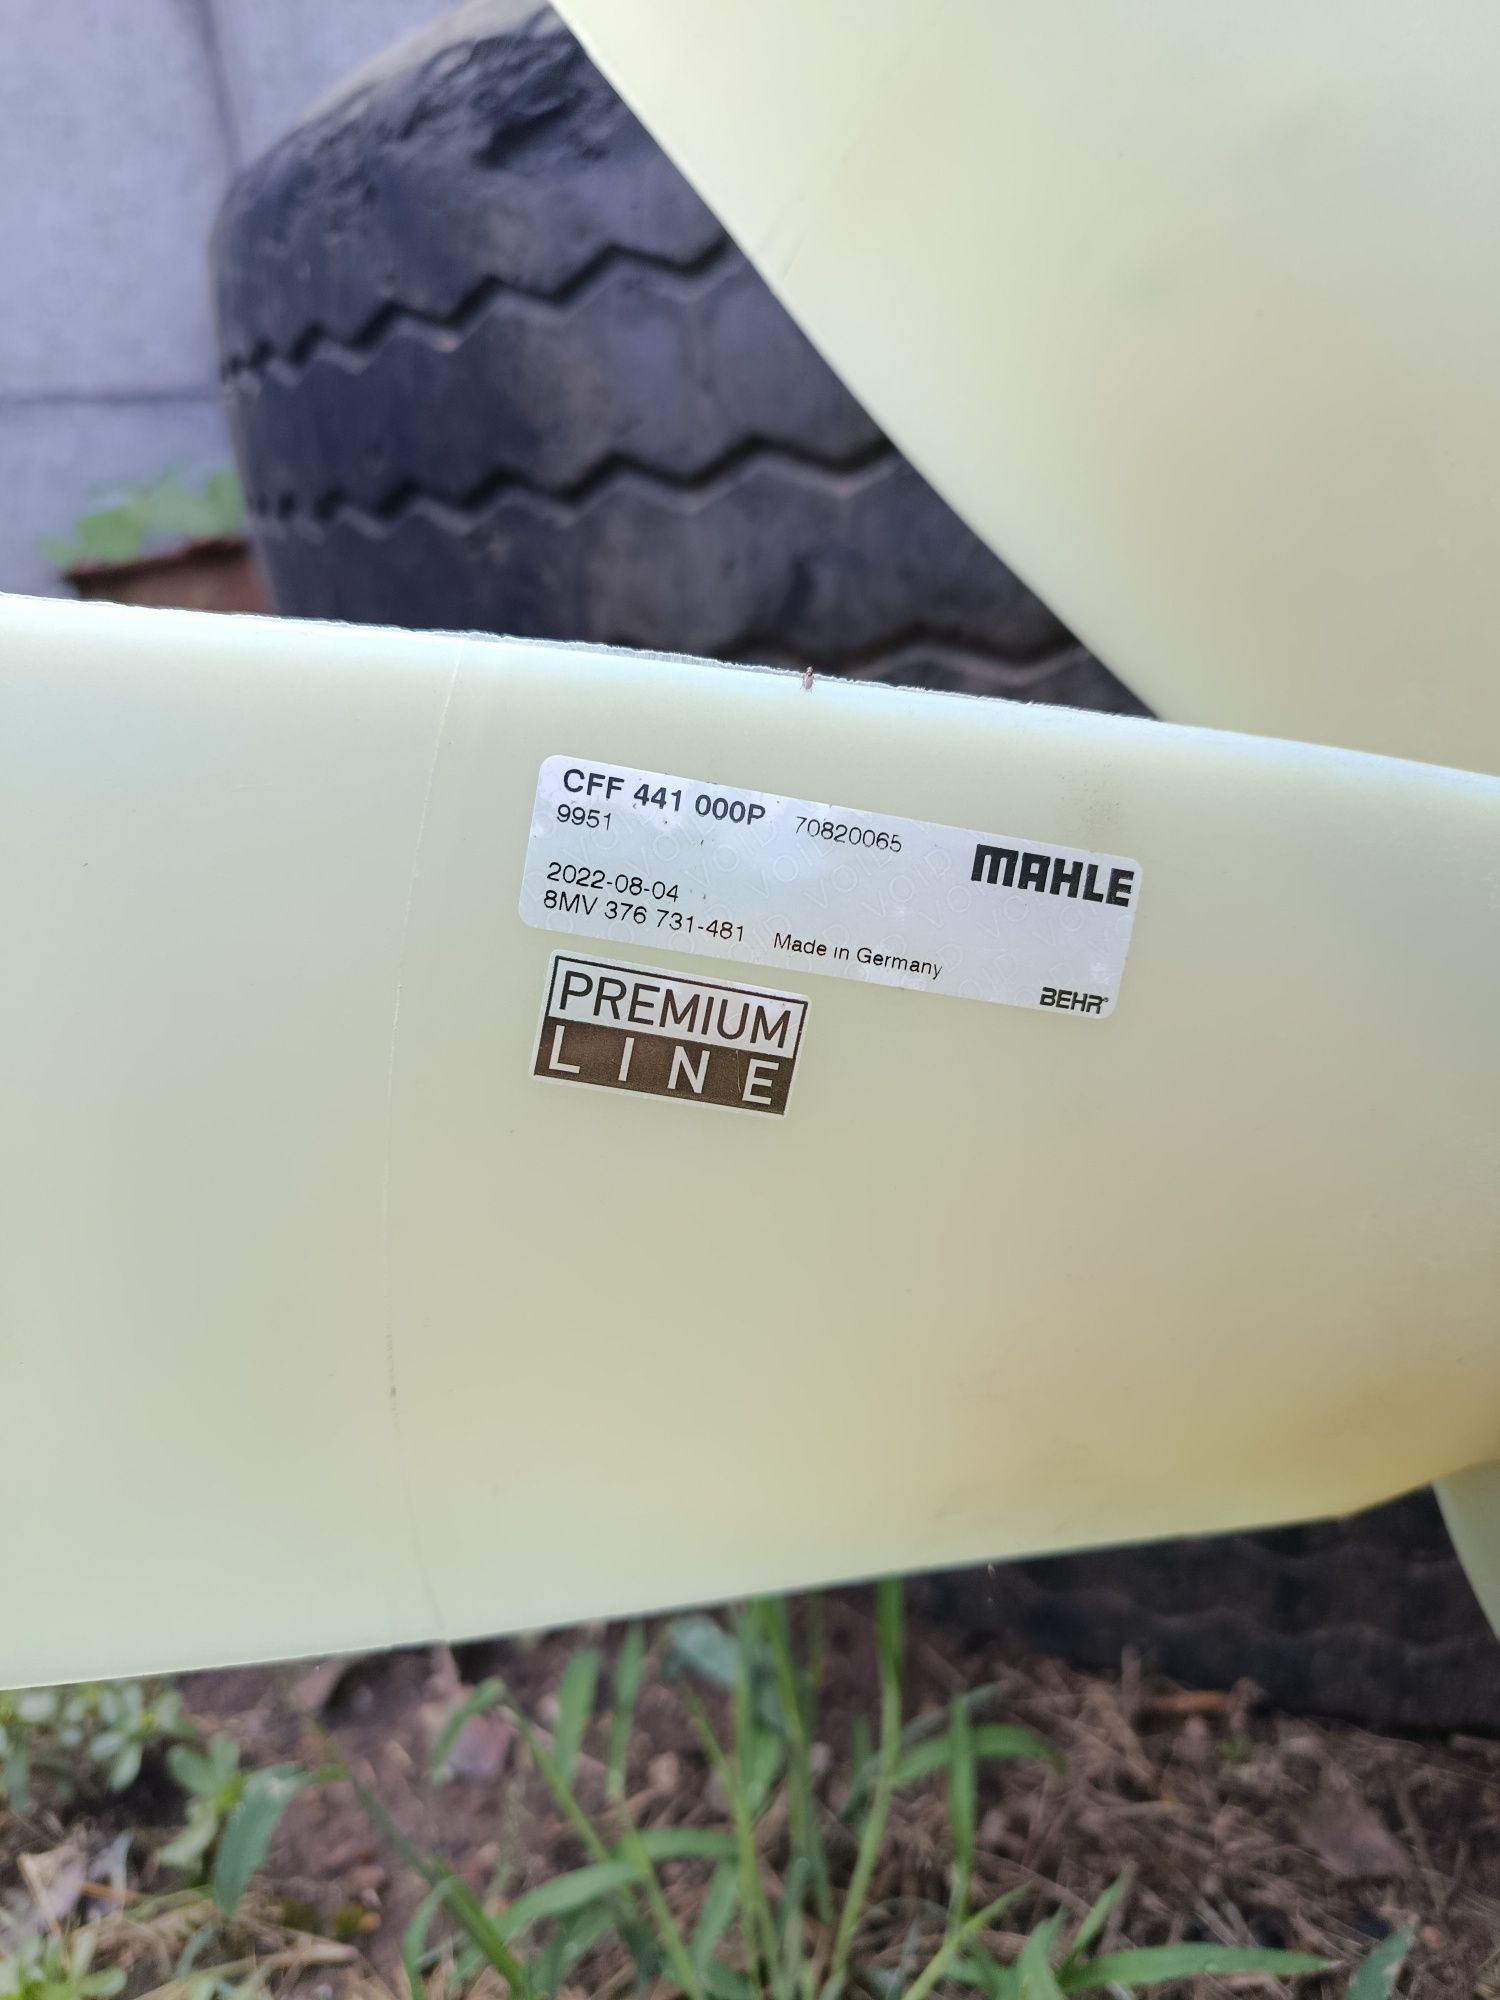 CFF 441 000P 70820065
9951
MAHLE
2022-08-04
8MV 376 731-481 Made in Germany
BEHR®
PREMIUM
LINE